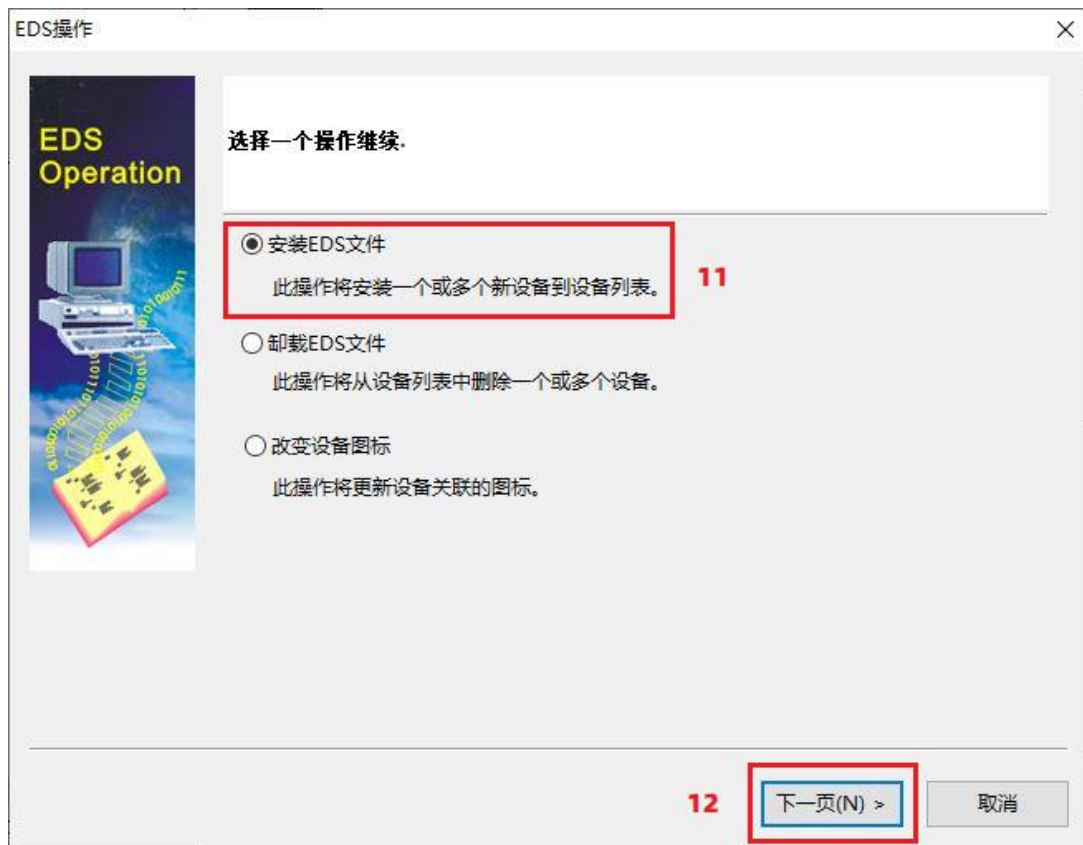 EDS操作
EDS
Operation
选择一个操作继续.
安装EDS文件
此操作将安装一个或多个新设备到设备列表。
11
卸载EDS文件
此操作将从设备列表中删除一个或多个设备。
改变设备图标
此操作将更新设备关联的图标。
12
下一页(N) >
取消